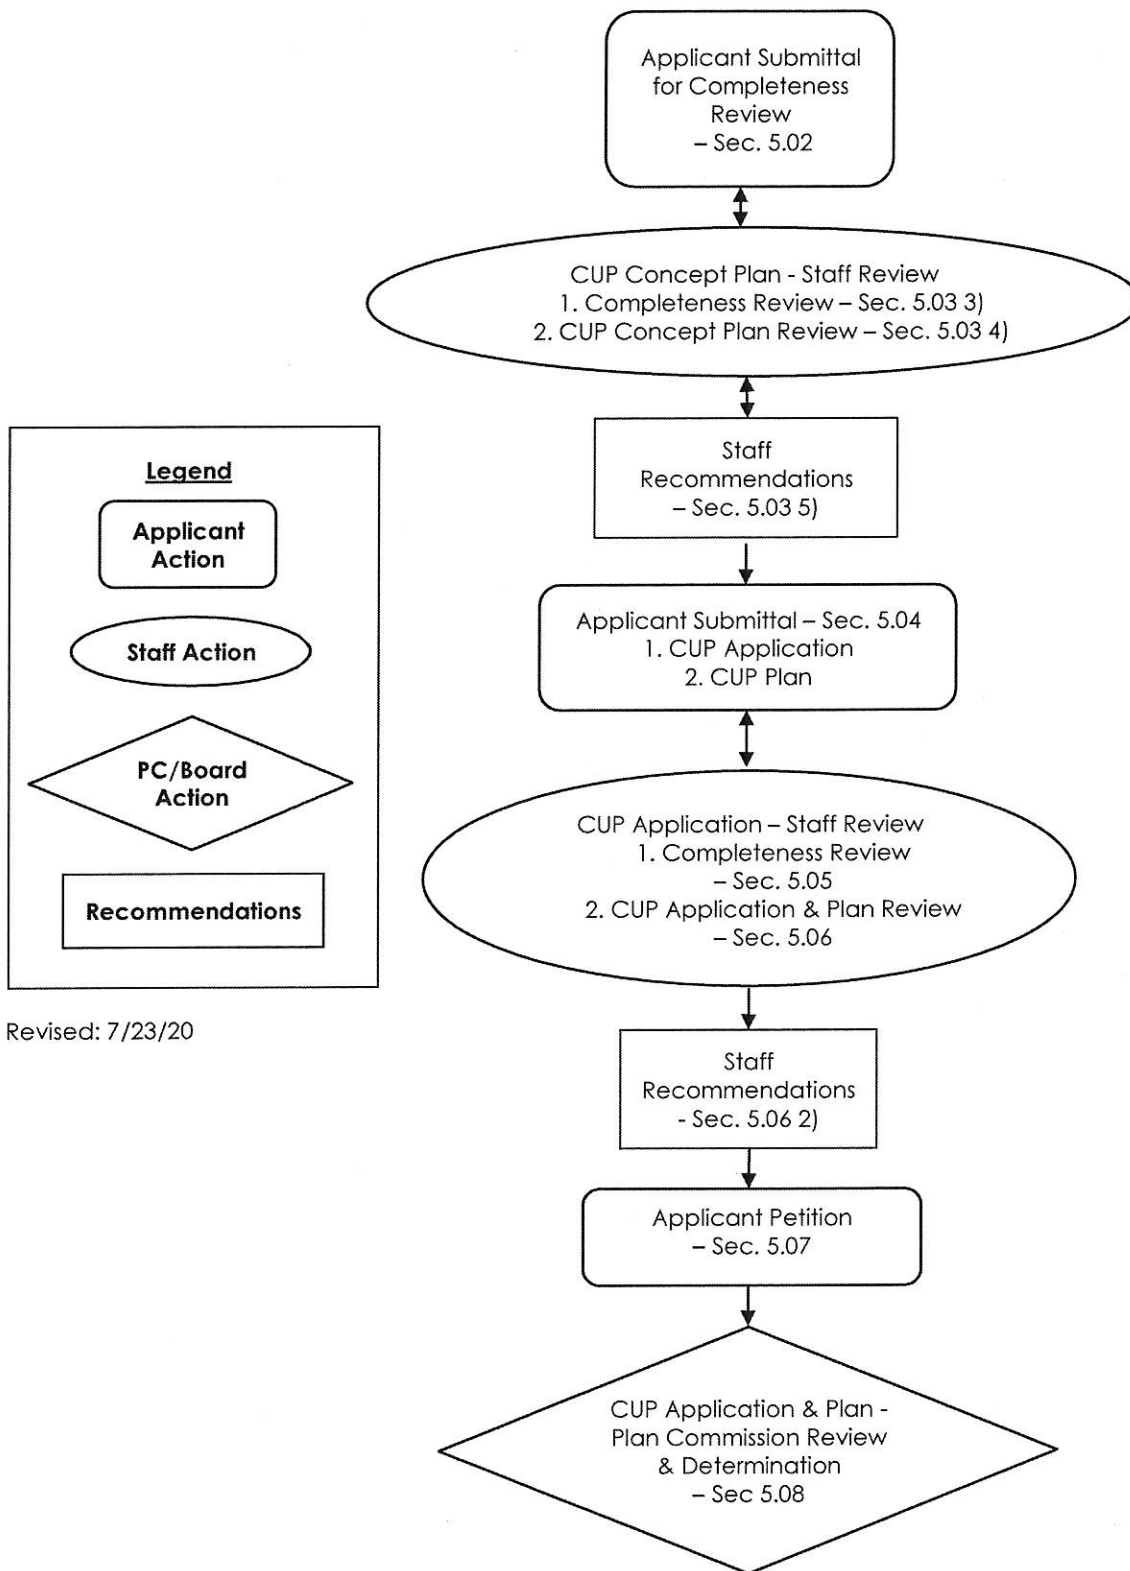 Applicant Submittal
for Completeness
Review
– Sec. 5.02
CUP Concept Plan - Staff Review
1. Completeness Review – Sec. 5.03 3)
2. CUP Concept Plan Review – Sec. 5.03 4)
Staff
Recommendations
– Sec. 5.03 5)
Applicant Submittal – Sec. 5.04
1. CUP Application
2. CUP Plan
CUP Application – Staff Review
1. Completeness Review
– Sec. 5.05
2. CUP Application & Plan Review
– Sec. 5.06
Staff
Recommendations
- Sec. 5.06 2)
Applicant Petition
– Sec. 5.07
CUP Application & Plan -
Plan Commission Review
& Determination
– Sec 5.08
Legend
Applicant
Action
Staff Action
PC/Board
Action
Recommendations
Revised: 7/23/20